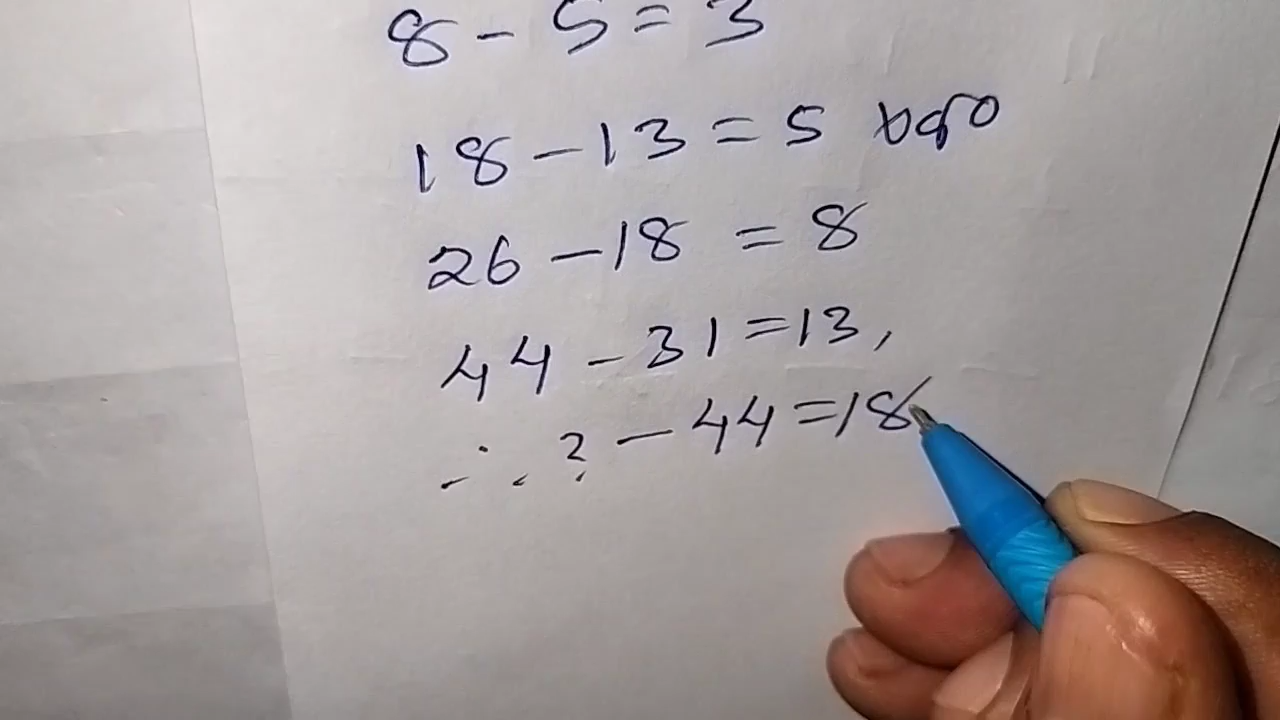 8 - 5 = 3
18 - 13 = 5
26 - 18 = 8
44 - 31 = 13,
∴ ? - 44 = 18